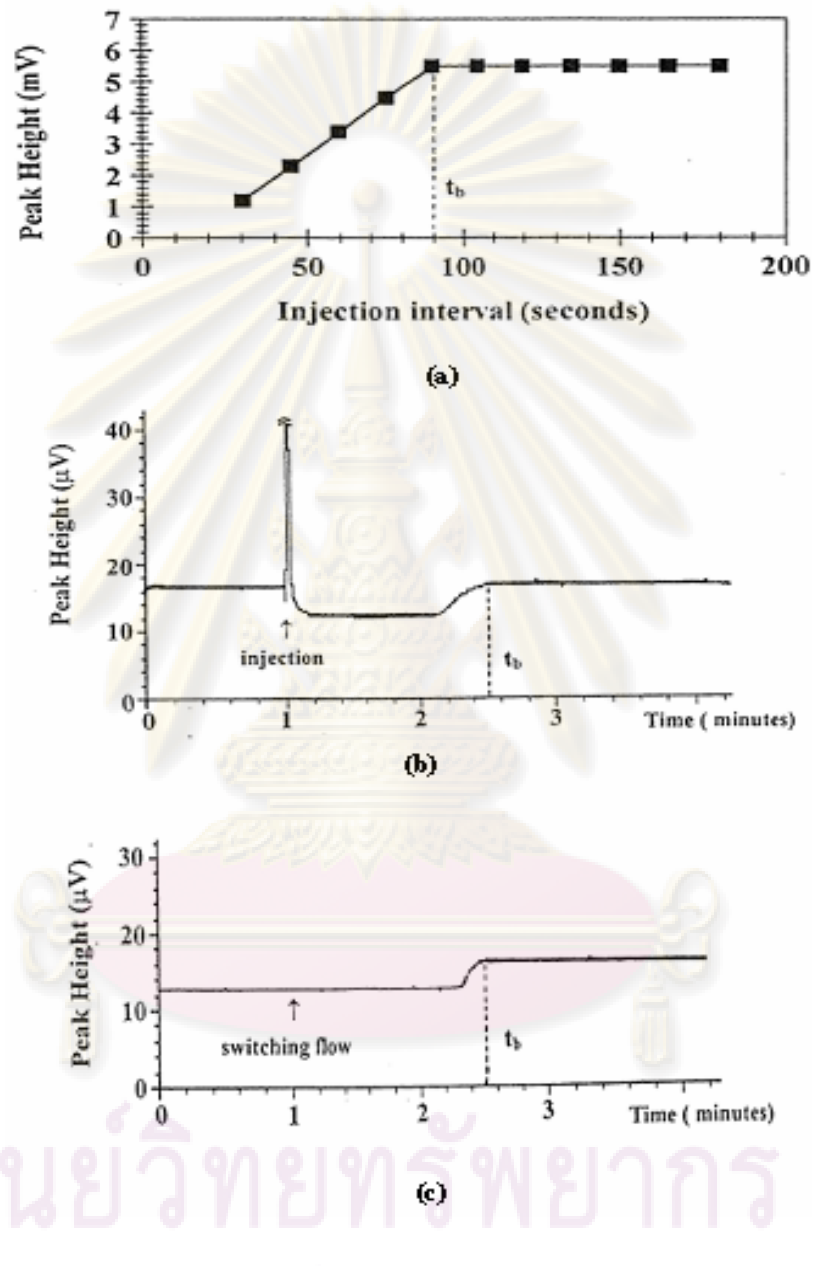 7
6
5
4
3
2
1
0
Peak Height (mV)
0 50 100 150 200
t_b
Injection interval (seconds)
(a)
40
30
20
10
0
Peak Height (µV)
injection
t_b
0 1 2 3 Time ( minutes)
(b)
30
20
10
0
Peak Height (µV)
switching flow
t_b
0 1 2 3 Time ( minutes)
(c)
นย์วิทยทรัพยากร